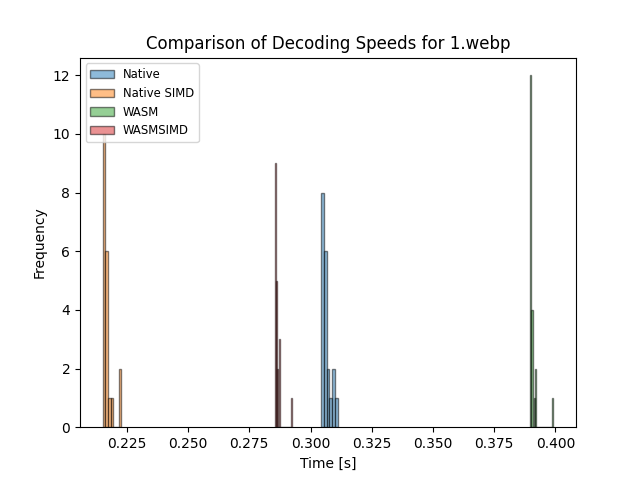 Comparison of Decoding Speeds for 1.webp
Native
Native SIMD
WASM
WASMSIMD
12
10
8
6
4
2
0
Frequency
0.225 0.250 0.275 0.300 0.325 0.350 0.375 0.400
Time [s]